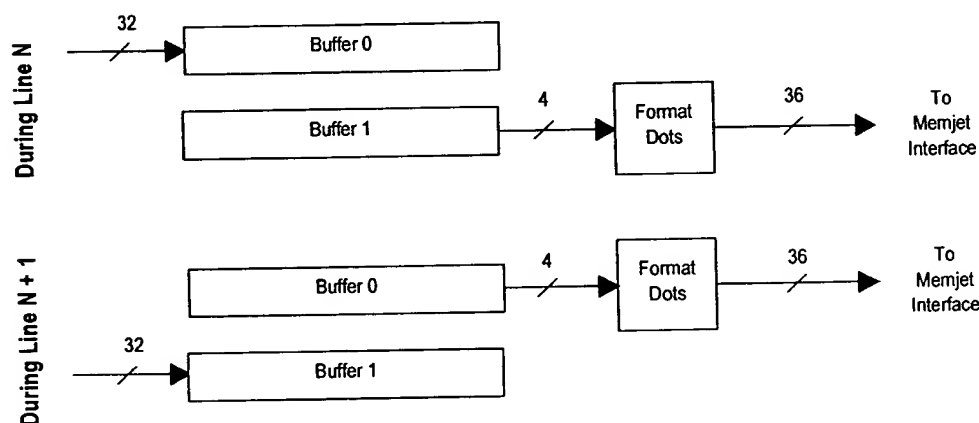 During Line N
32
Buffer 0
Buffer 1
4
Format
Dots
36
To
Memjet
Interface
During Line N + 1
32
Buffer 0
4
Format
Dots
36
To
Memjet
Interface
Buffer 1